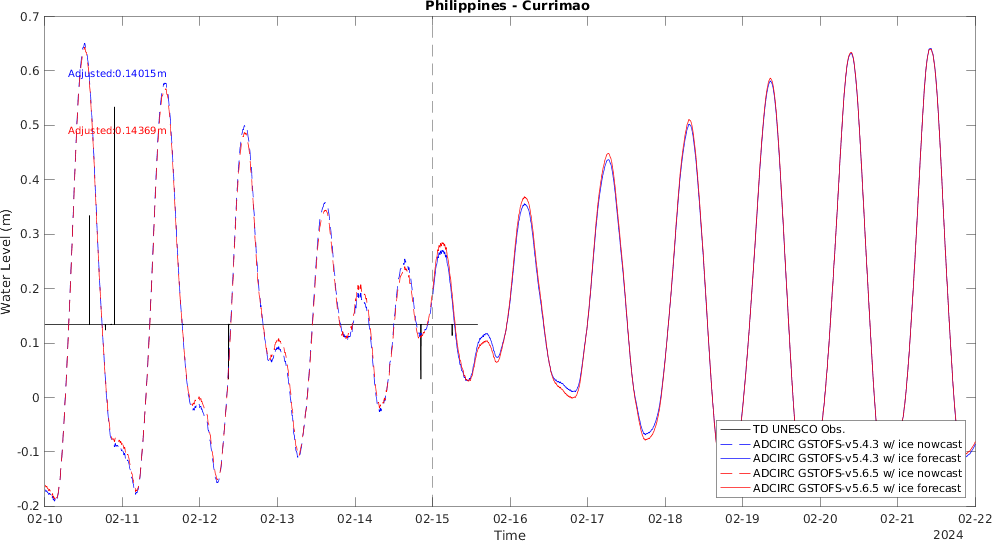 Philippines - Currimao
0.7
0.6
0.5
0.4
0.3
0.2
0.1
0
-0.1
-0.2
Water Level (m)
Adjusted:0.14015m
Adjusted:0.14369m
TD UNESCO Obs.
ADCIRC GSTOFS-v5.4.3 w/ ice nowcast
ADCIRC GSTOFS-v5.4.3 w/ ice forecast
ADCIRC GSTOFS-v5.6.5 w/ ice nowcast
ADCIRC GSTOFS-v5.6.5 w/ ice forecast
02-10 02-11 02-12 02-13 02-14 02-15 02-16 02-17 02-18 02-19 02-20 02-21 02-22
Time
2024